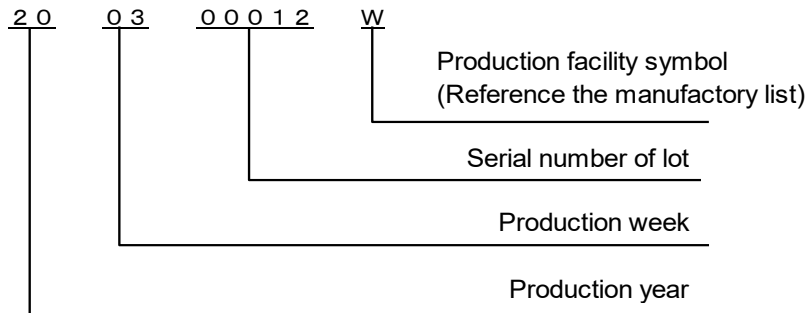 ２０ ０３ ０００１２ W
Production facility symbol
(Reference the manufactory list)
Serial number of lot
Production week
Production year